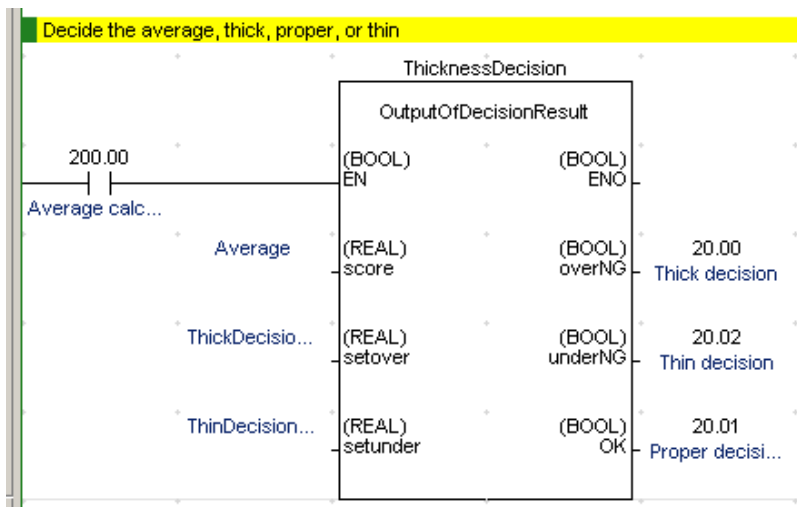 Decide the average, thick, proper, or thin
ThicknessDecision
OutputOfDecisionResult
200.00
Average calc...
(BOOL)
EN
(BOOL)
ENO
Average
(REAL)
score
(BOOL)
overNG
20.00
Thick decision
ThickDecisio...
(REAL)
setover
(BOOL)
underNG
20.02
Thin decision
ThinDecision...
(REAL)
setunder
(BOOL)
OK
20.01
Proper decisi...